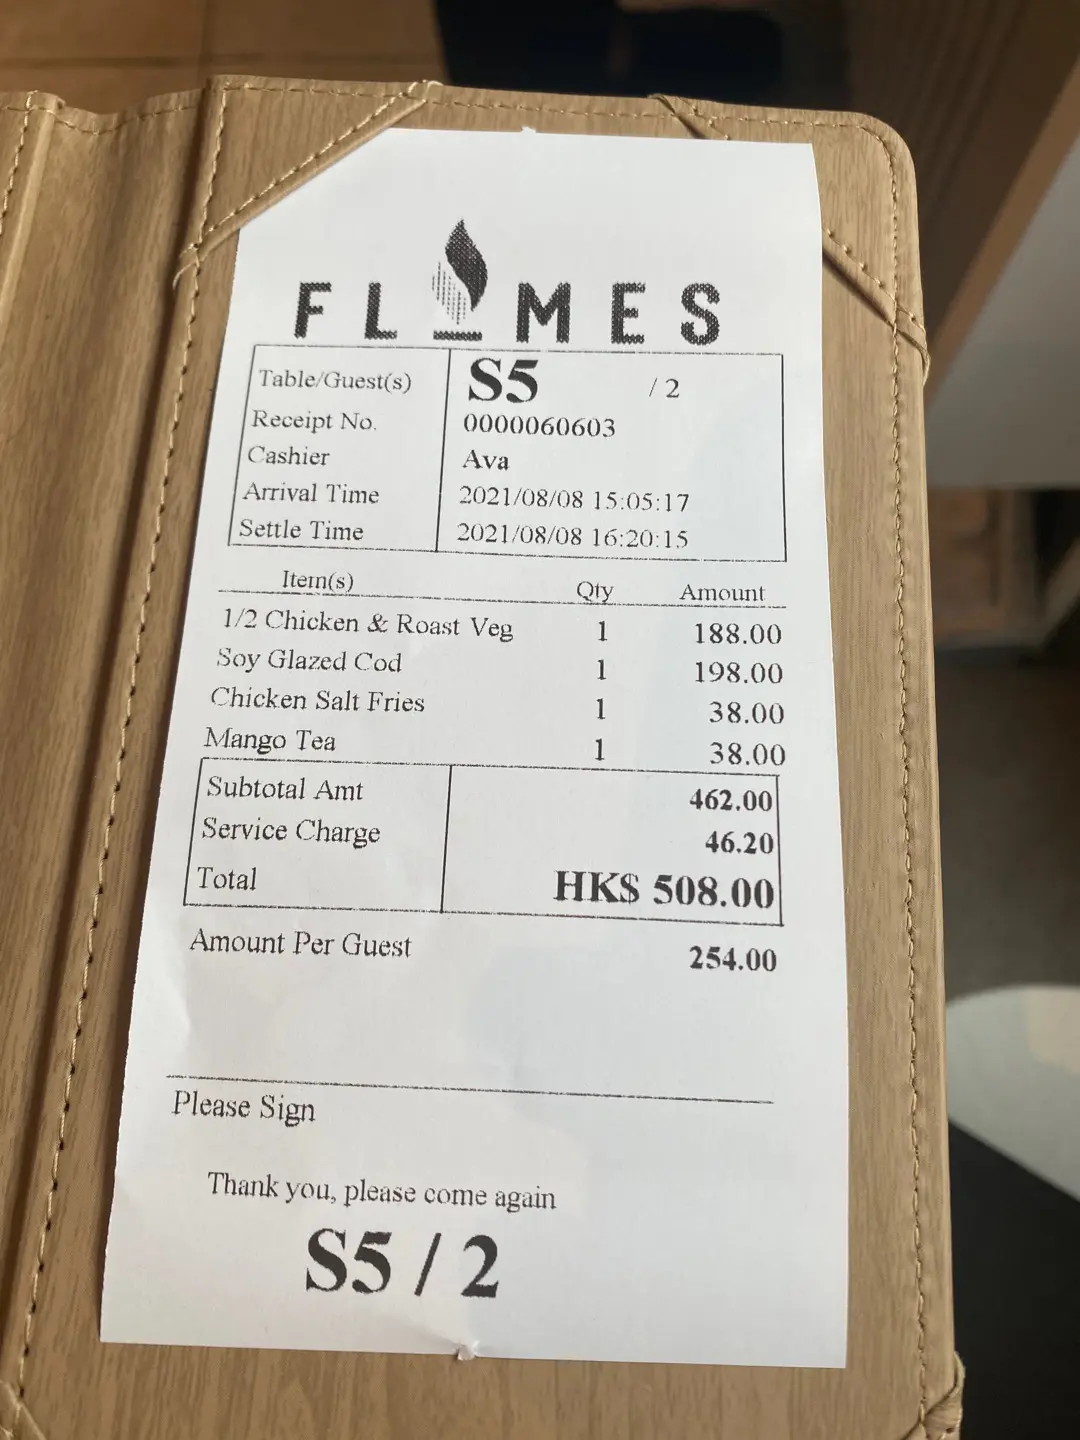 FLAMES
Table/Guest(s) S5 / 2
Receipt No. 0000060603
Cashier Ava
Arrival Time 2021/08/08 15:05:17
Settle Time 2021/08/08 16:20:15
Item(s) Qty Amount
1/2 Chicken & Roast Veg 1 188.00
Soy Glazed Cod 1 198.00
Chicken Salt Fries 1 38.00
Mango Tea 1 38.00
Subtotal Amt 462.00
Service Charge 46.20
Total HK$ 508.00
Amount Per Guest 254.00
Please Sign
Thank you, please come again
S5 / 2